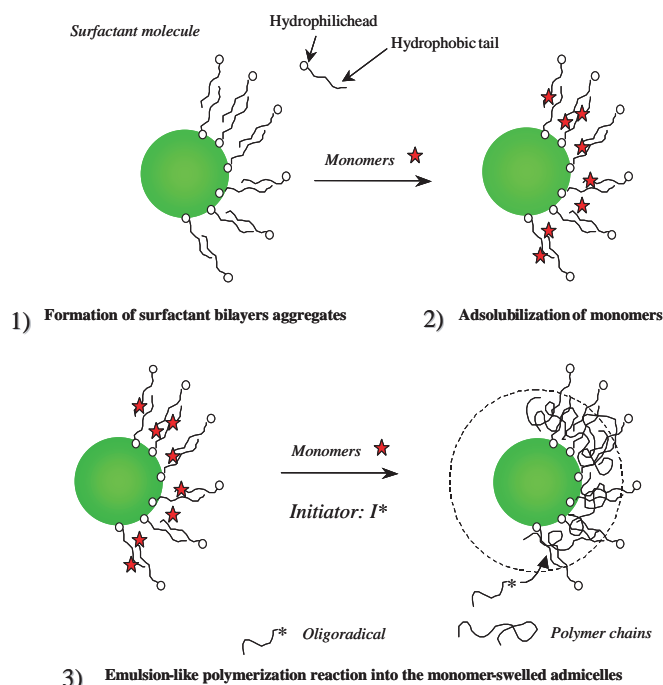 Surfactant molecule
Hydrophilichead
Hydrophobic tail
Monomers
1) Formation of surfactant bilayers aggregates
2) Adsolubilization of monomers
Monomers
Initiator: I*
*
* Oligoradical
Polymer chains
3) Emulsion-like polymerization reaction into the monomer-swelled admicelles